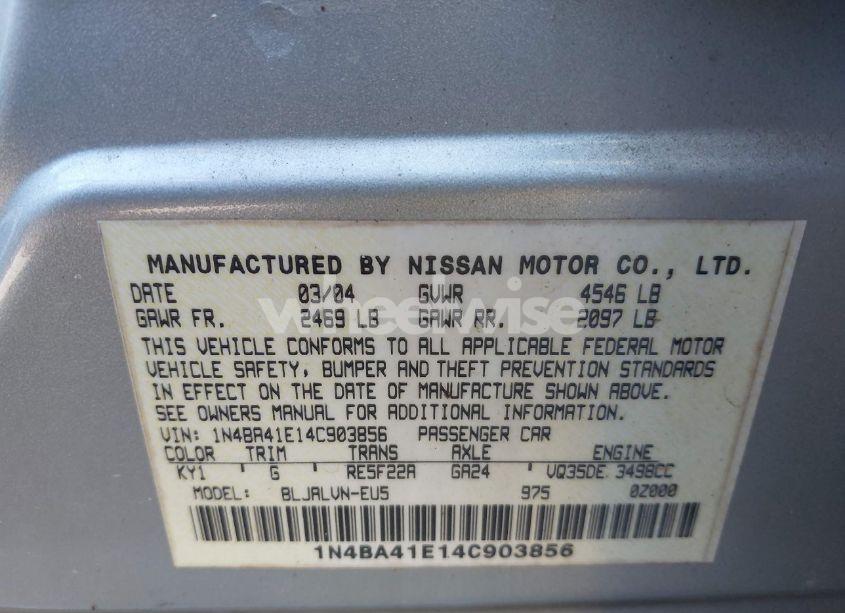 MANUFACTURED BY NISSAN MOTOR CO., LTD.
DATE 03/04 GVWR 4546 LB
GAWR FR. 2469 LB GAWR RR. 2097 LB
wheelwise
THIS VEHICLE CONFORMS TO ALL APPLICABLE FEDERAL MOTOR
VEHICLE SAFETY, BUMPER AND THEFT PREVENTION STANDARDS
IN EFFECT ON THE DATE OF MANUFACTURE SHOWN ABOVE.
SEE OWNERS MANUAL FOR ADDITIONAL INFORMATION.
VIN: 1N4BA41E14C903856 PASSENGER CAR
COLOR TRIM TRANS AXLE ENGINE
KY1 G RE5F22A GA24 VQ35DE 3498CC
MODEL: BLJALVN-EU5 975 0Z000
1N4BA41E14C903856